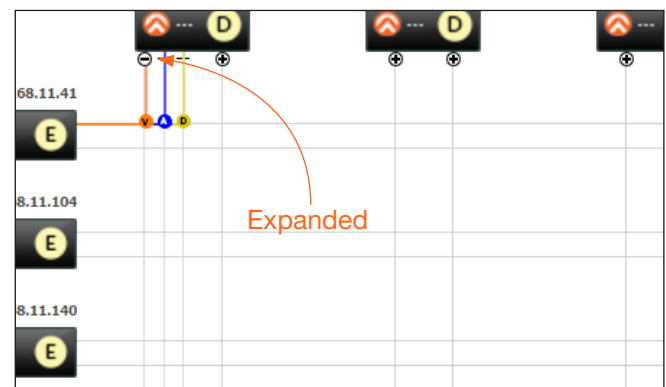 --- D --- D ---
68.11.41
E
V A D
8.11.104
E
Expanded
8.11.140
E